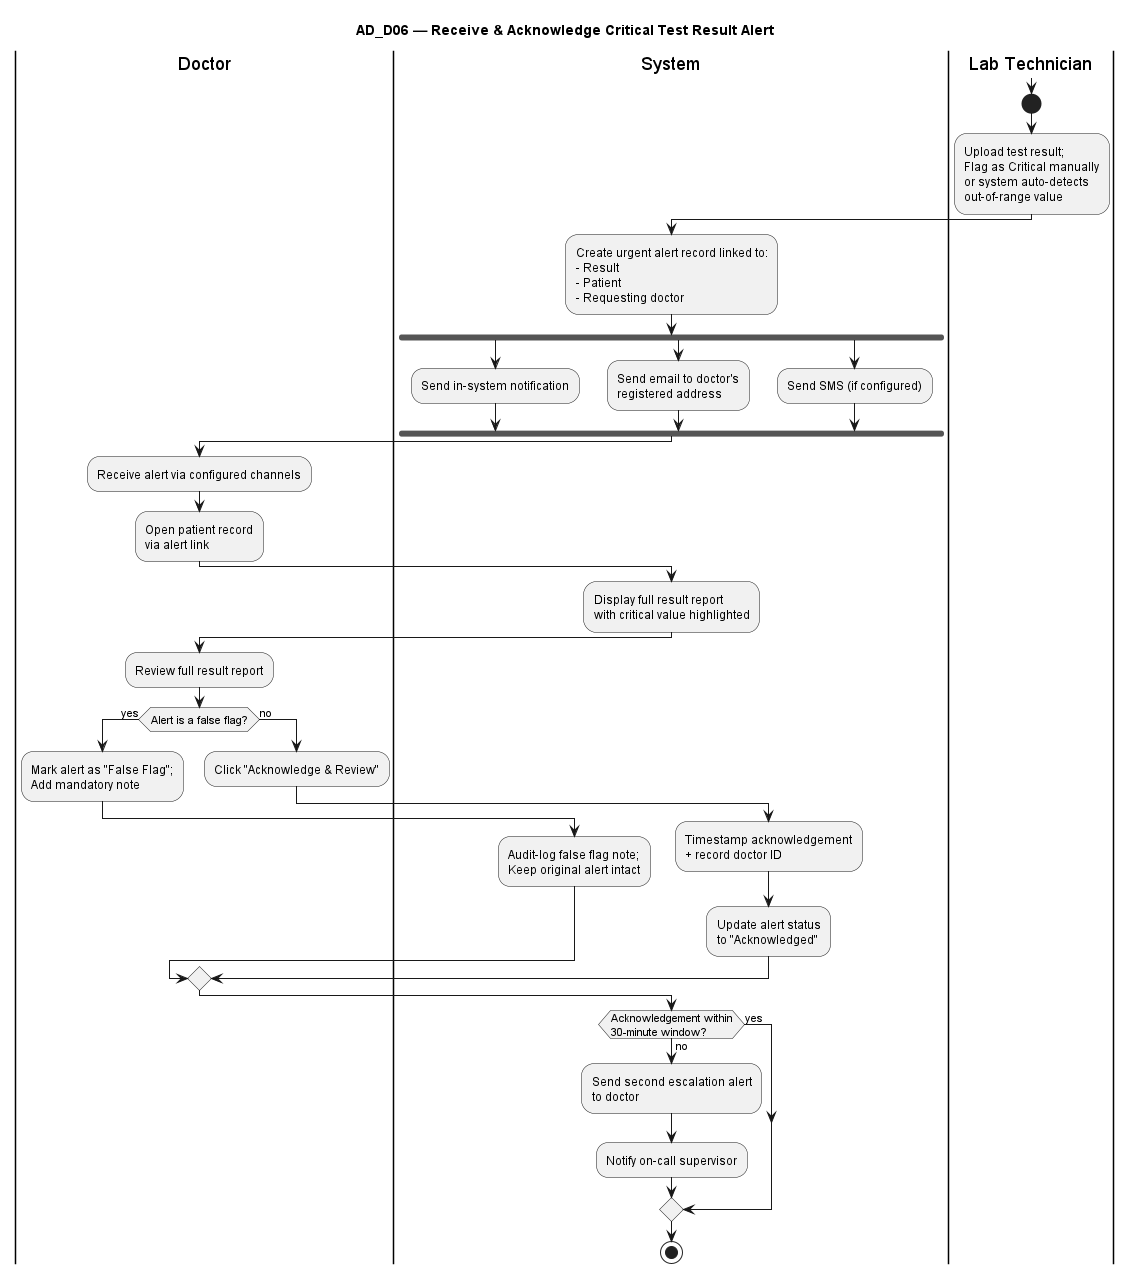 AD_D06 — Receive & Acknowledge Critical Test Result Alert
Doctor
System
Lab Technician
Upload test result;
Flag as Critical manually
or system auto-detects
out-of-range value
Create urgent alert record linked to:
- Result
- Patient
- Requesting doctor
Send in-system notification
Send email to doctor's
registered address
Send SMS (if configured)
Receive alert via configured channels
Open patient record
via alert link
Display full result report
with critical value highlighted
Review full result report
yes
Alert is a false flag?
no
Mark alert as "False Flag";
Add mandatory note
Click "Acknowledge & Review"
Timestamp acknowledgement
+ record doctor ID
Audit-log false flag note;
Keep original alert intact
Update alert status
to "Acknowledged"
Acknowledgement within
30-minute window?
yes
no
Send second escalation alert
to doctor
Notify on-call supervisor